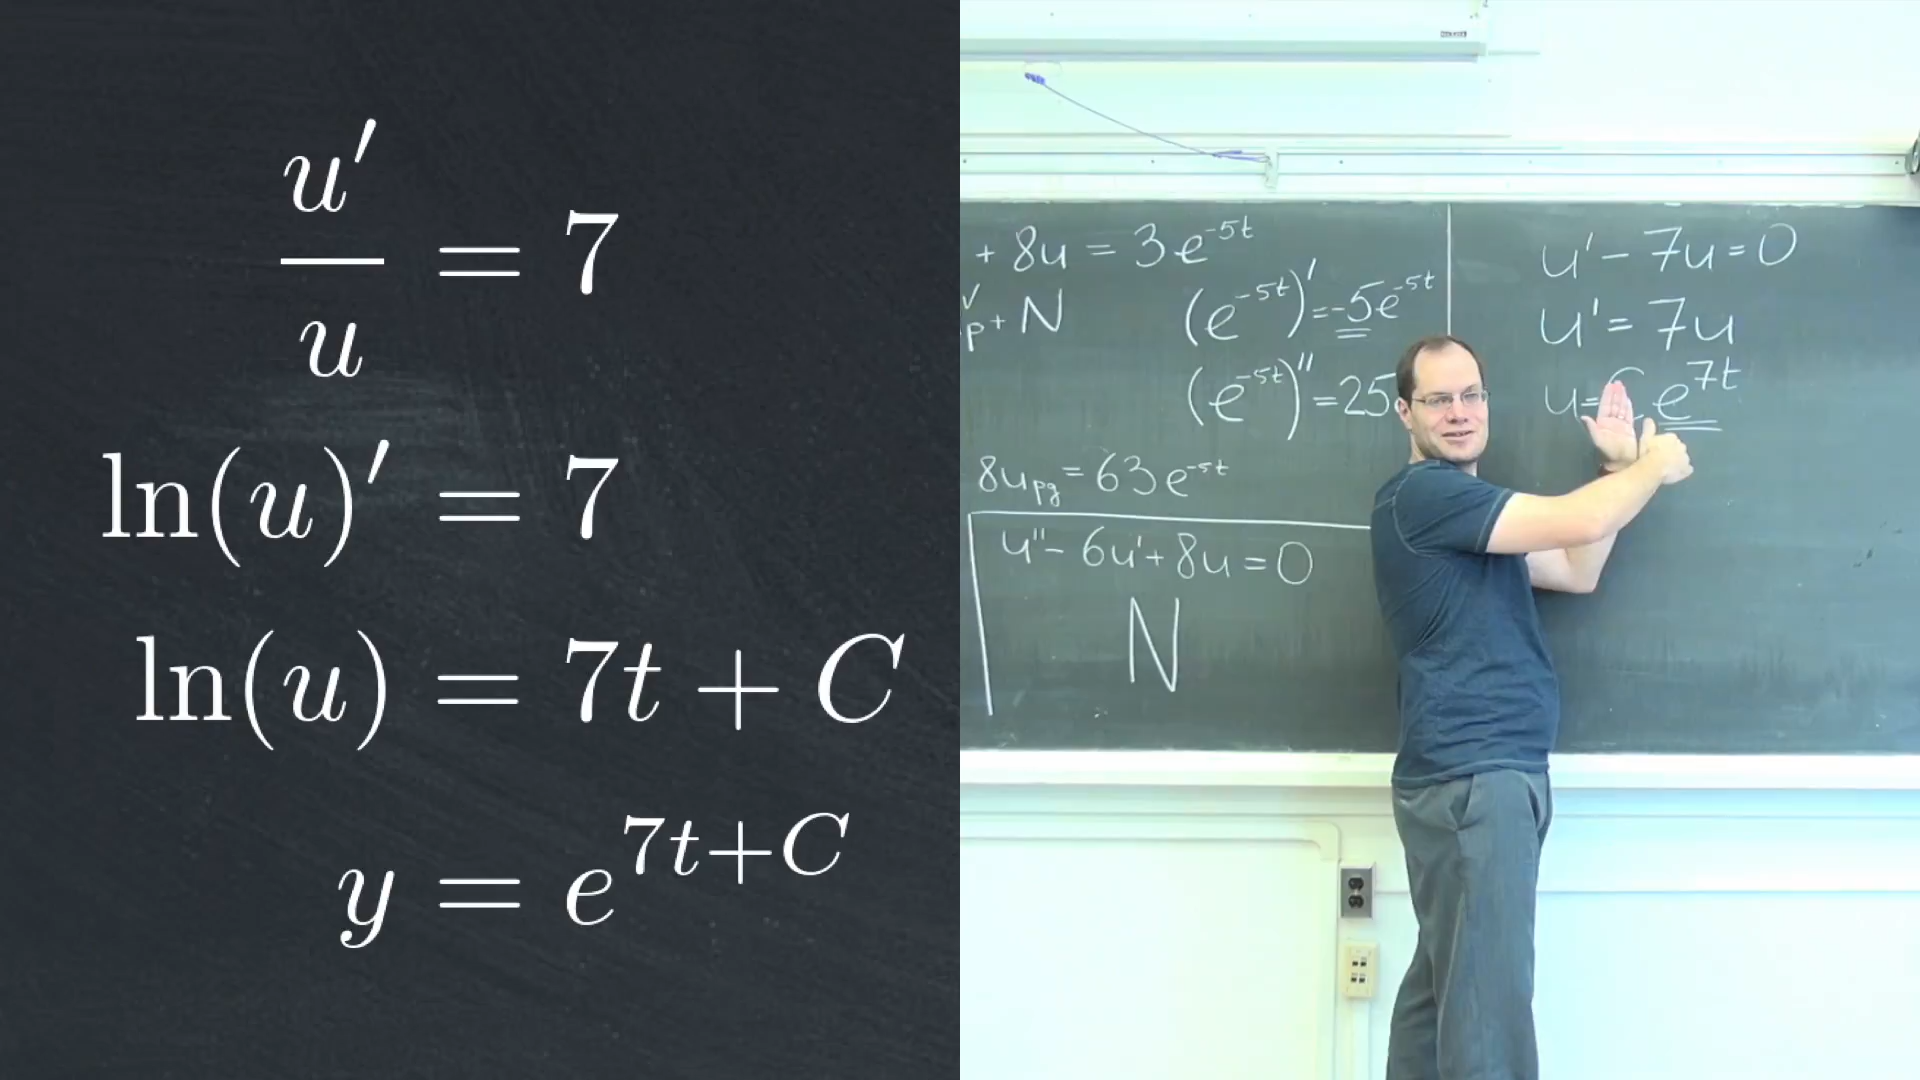 u′/u = 7
ln(u)′ = 7
ln(u) = 7t + C
y = e^{7t+C}
+ 8u = 3e^{-5t}
p + N
(e^{-5t})′ = -5e^{-5t}
(e^{-5t})″ = 25
8u_{pg} = 63e^{-5t}
u″ - 6u′ + 8u = 0
N
u′ - 7u = 0
u′ = 7u
u = C e^{7t}